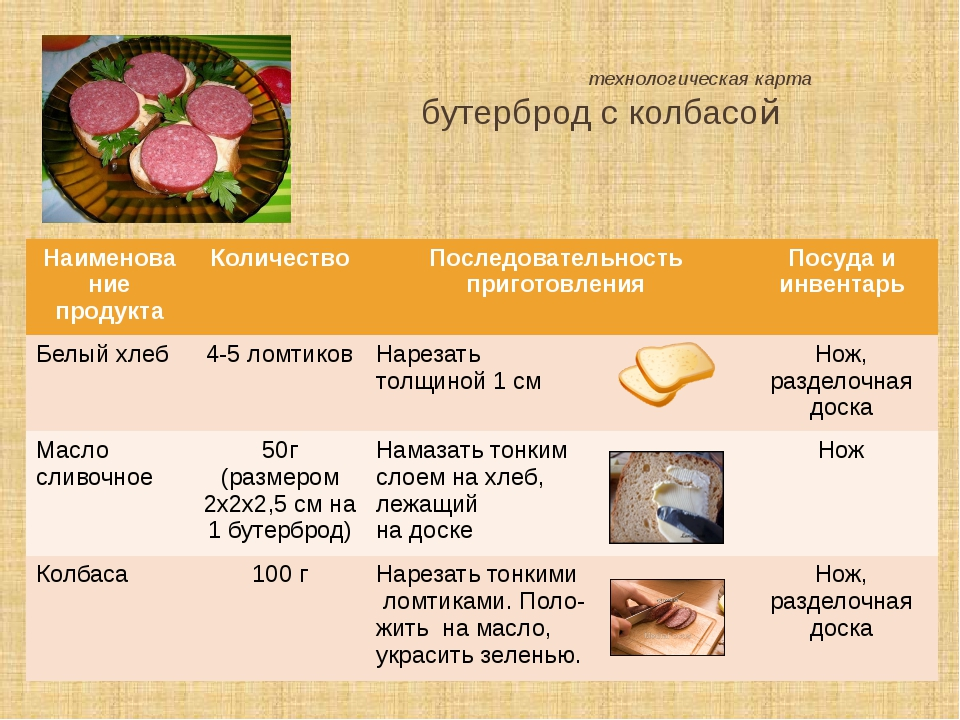 технологическая карта
бутерброд с колбасой
Наименова
ние
продукта
Количество
Последовательность
приготовления
Посуда и
инвентарь
Белый хлеб
4-5 ломтиков
Нарезать
толщиной 1 см
Нож,
разделочная
доска
Масло
сливочное
50г
(размером
2х2х2,5 см на
1 бутерброд)
Намазать тонким
слоем на хлеб,
лежащий
на доске
Нож
Колбаса
100 г
Нарезать тонкими
ломтиками. Поло-
жить на масло,
украсить зеленью.
Нож,
разделочная
доска